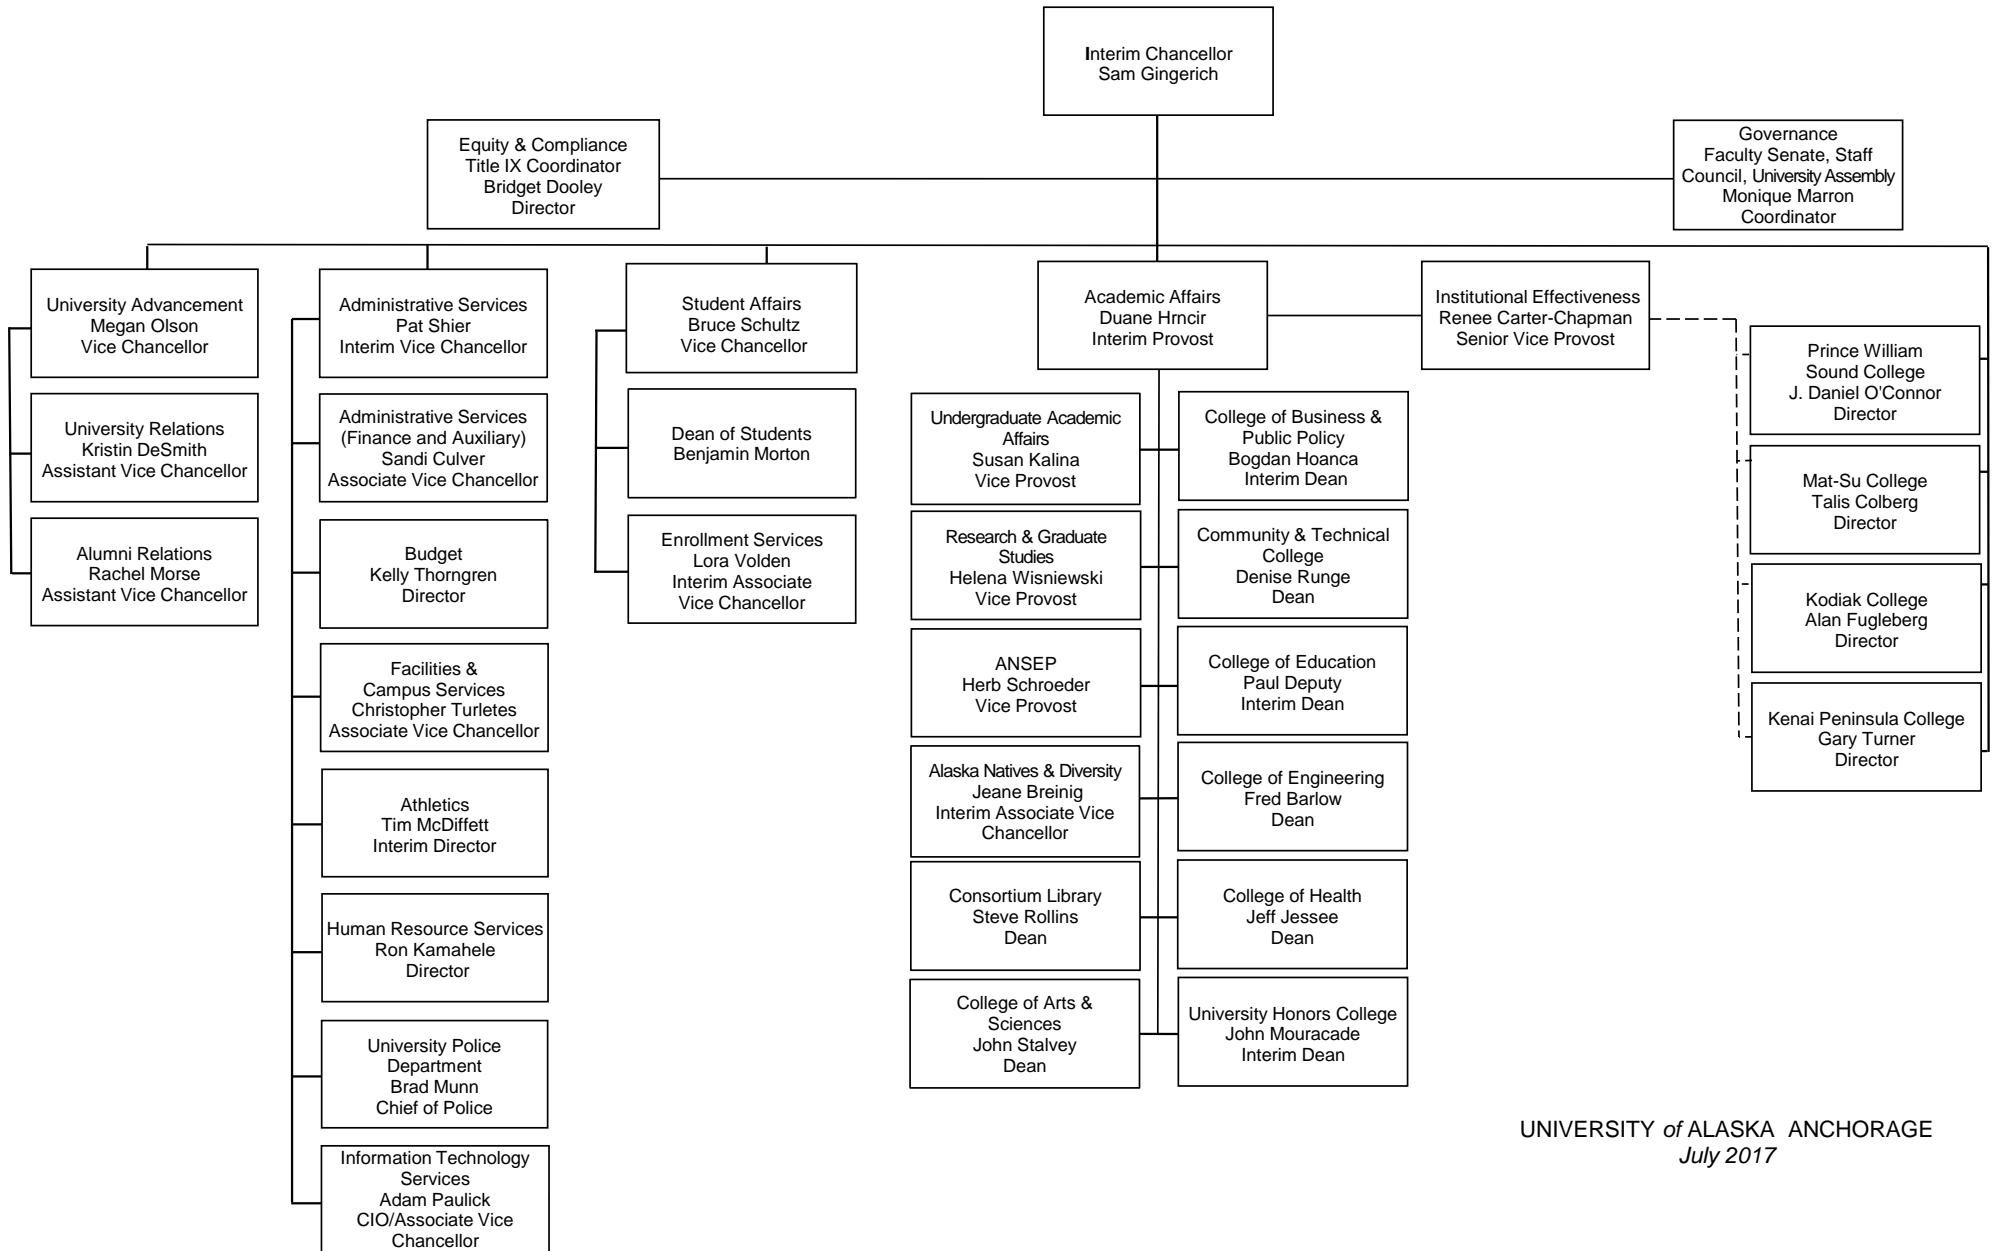 Interim Chancellor
Sam Gingerich
Equity & Compliance
Title IX Coordinator
Bridget Dooley
Director
Governance
Faculty Senate, Staff
Council, University Assembly
Monique Marron
Coordinator
University Advancement
Megan Olson
Vice Chancellor
University Relations
Kristin DeSmith
Assistant Vice Chancellor
Alumni Relations
Rachel Morse
Assistant Vice Chancellor
Administrative Services
Pat Shier
Interim Vice Chancellor
Administrative Services
(Finance and Auxiliary)
Sandi Culver
Associate Vice Chancellor
Budget
Kelly Thorngren
Director
Facilities &
Campus Services
Christopher Turletes
Associate Vice Chancellor
Athletics
Tim McDiffett
Interim Director
Human Resource Services
Ron Kamahele
Director
University Police
Department
Brad Munn
Chief of Police
Information Technology
Services
Adam Paulick
CIO/Associate Vice
Chancellor
Student Affairs
Bruce Schultz
Vice Chancellor
Dean of Students
Benjamin Morton
Enrollment Services
Lora Volden
Interim Associate
Vice Chancellor
Academic Affairs
Duane Hrncir
Interim Provost
Undergraduate Academic
Affairs
Susan Kalina
Vice Provost
Research & Graduate
Studies
Helena Wisniewski
Vice Provost
ANSEP
Herb Schroeder
Vice Provost
Alaska Natives & Diversity
Jeane Breinig
Interim Associate Vice
Chancellor
Consortium Library
Steve Rollins
Dean
College of Arts &
Sciences
John Stalvey
Dean
College of Business &
Public Policy
Bogdan Hoanca
Interim Dean
Community & Technical
College
Denise Runge
Dean
College of Education
Paul Deputy
Interim Dean
College of Engineering
Fred Barlow
Dean
College of Health
Jeff Jessee
Dean
University Honors College
John Mouracade
Interim Dean
Institutional Effectiveness
Renee Carter-Chapman
Senior Vice Provost
Prince William
Sound College
J. Daniel O'Connor
Director
Mat-Su College
Talis Colberg
Director
Kodiak College
Alan Fugleberg
Director
Kenai Peninsula College
Gary Turner
Director
UNIVERSITY of ALASKA ANCHORAGE
July 2017